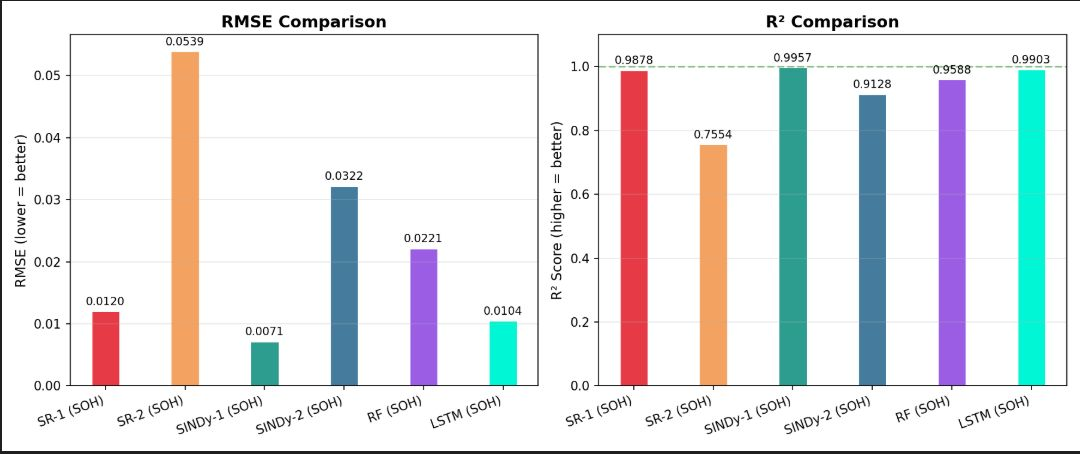 RMSE Comparison
RMSE (lower = better)
0.05
0.04
0.03
0.02
0.01
0.00
0.0120
0.0539
0.0071
0.0322
0.0221
0.0104
SR-1 (SOH)
SR-2 (SOH)
SINDy-1 (SOH)
SINDy-2 (SOH)
RF (SOH)
LSTM (SOH)
R² Comparison
R² Score (higher = better)
1.0
0.8
0.6
0.4
0.2
0.0
0.9878
0.7554
0.9957
0.9128
0.9588
0.9903
SR-1 (SOH)
SR-2 (SOH)
SINDy-1 (SOH)
SINDy-2 (SOH)
RF (SOH)
LSTM (SOH)